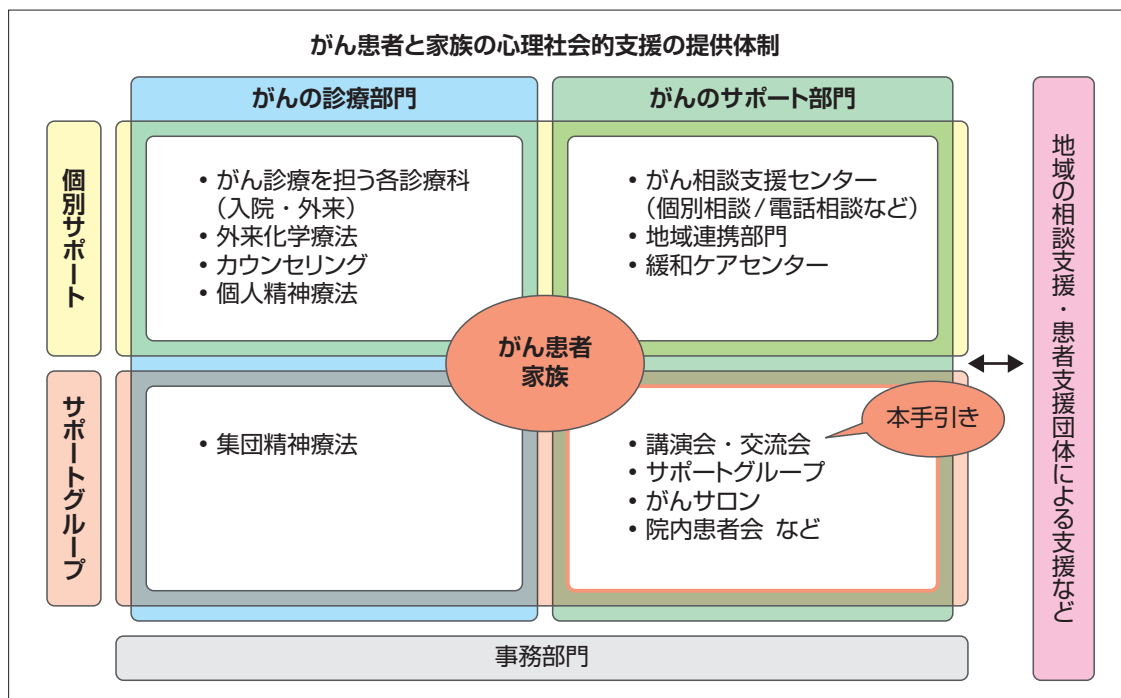 がん患者と家族の心理社会的支援の提供体制
がんの診療部門
がんのサポート部門
個別サポート
• がん診療を担う各診療科
（入院・外来）
• 外来化学療法
• カウンセリング
• 個人精神療法
• がん相談支援センター
（個別相談/電話相談など）
• 地域連携部門
• 緩和ケアセンター
がん患者
家族
サポートグループ
• 集団精神療法
本手引き
• 講演会・交流会
• サポートグループ
• がんサロン
• 院内患者会 など
事務部門
地域の相談支援・患者支援団体による支援など